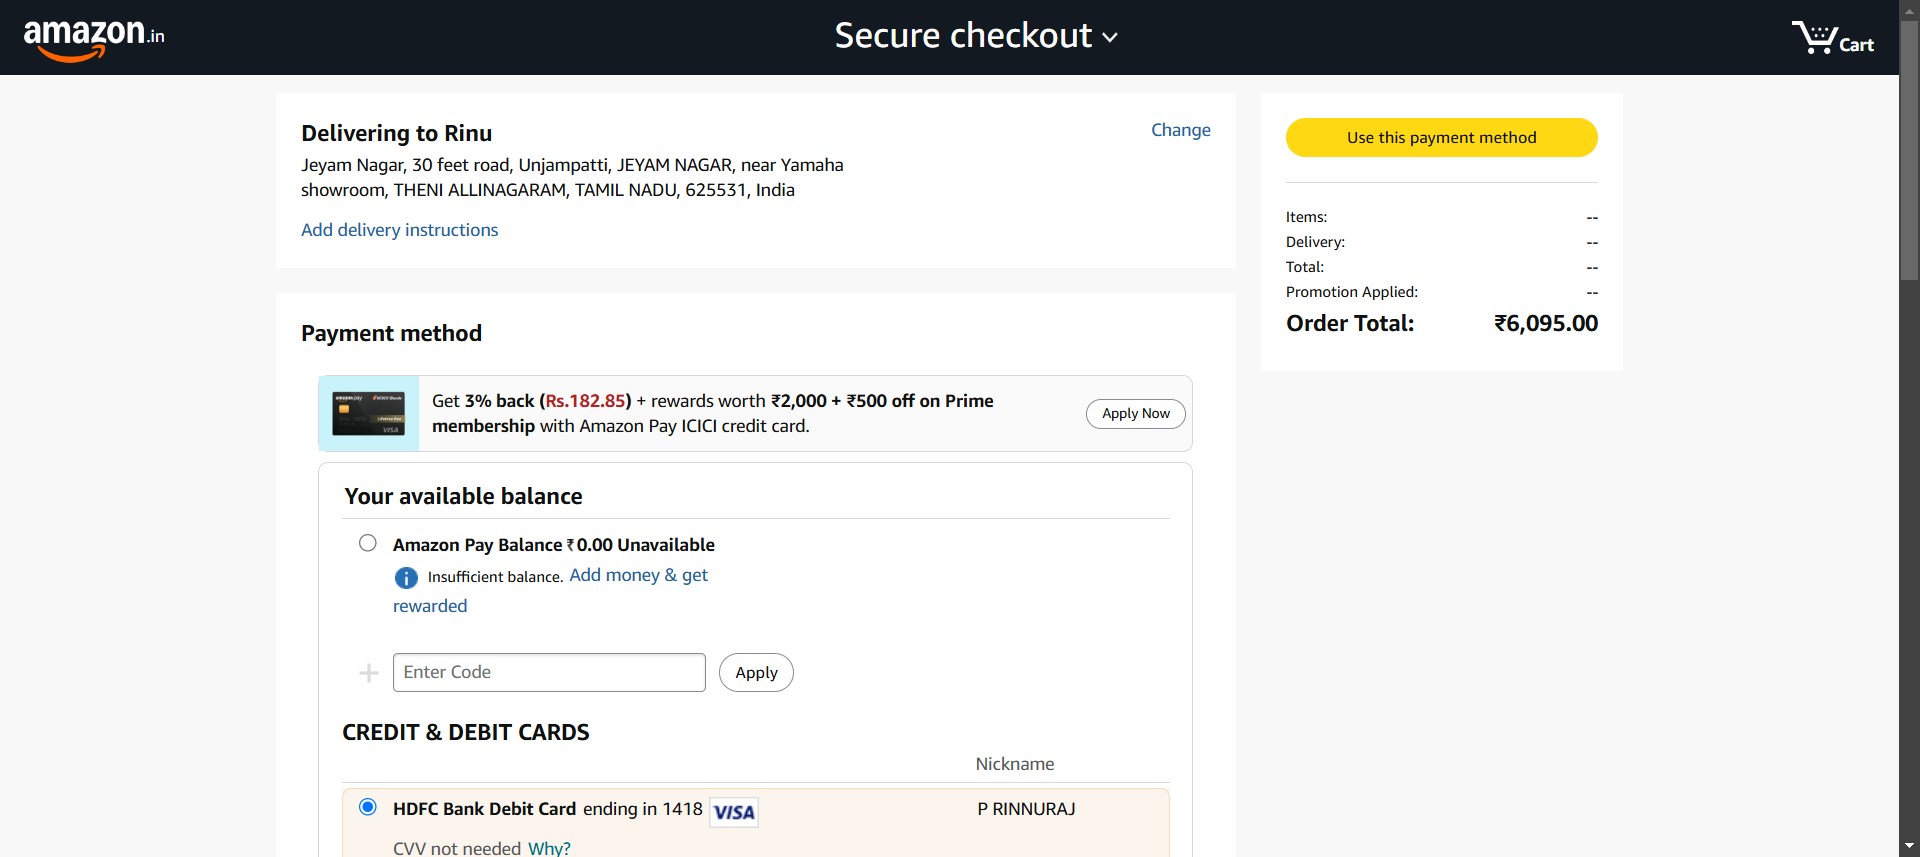 amazon.in
Secure checkout
Cart
Delivering to Rinu
Change
Jeyam Nagar, 30 feet road, Unjampatti, JEYAM NAGAR, near Yamaha
showroom, THENI ALLINAGARAM, TAMIL NADU, 625531, India
Add delivery instructions
Use this payment method
Items: --
Delivery: --
Total: --
Promotion Applied: --
Order Total: ₹6,095.00
Payment method
Get 3% back (Rs.182.85) + rewards worth ₹2,000 + ₹500 off on Prime
membership with Amazon Pay ICICI credit card.
Apply Now
Your available balance
Amazon Pay Balance ₹0.00 Unavailable
Insufficient balance. Add money & get
rewarded
Enter Code
Apply
CREDIT & DEBIT CARDS
Nickname
HDFC Bank Debit Card ending in 1418 VISA P RINNURAJ
CVV not needed Why?